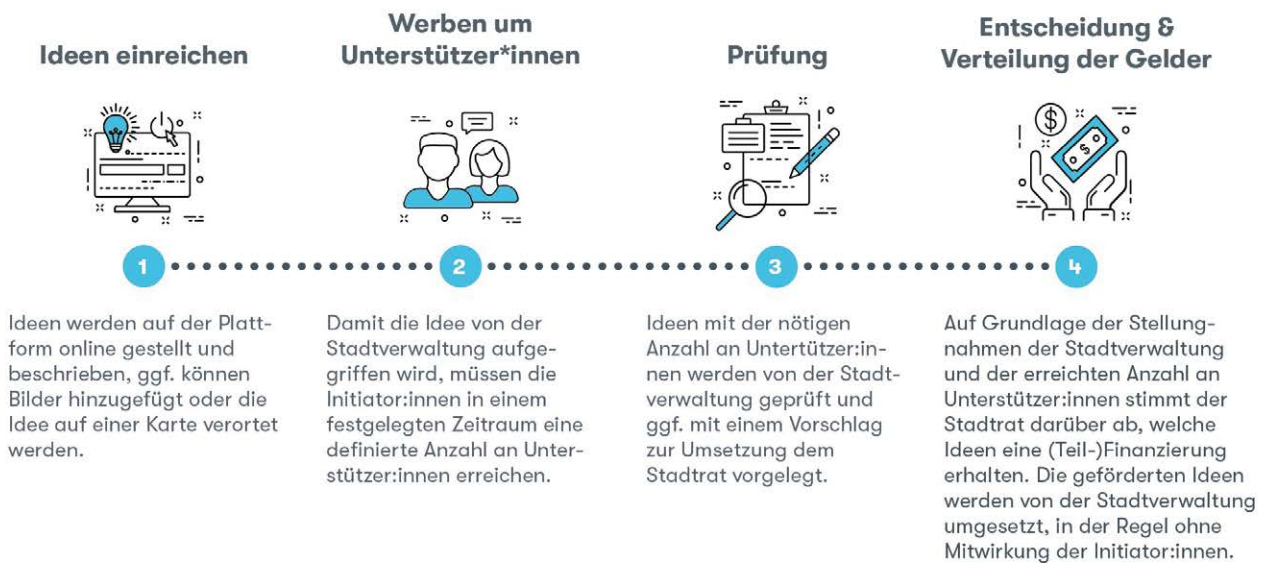 Ideen einreichen
Ideen werden auf der Platt-
form online gestellt und
beschrieben, ggf. können
Bilder hinzugefügt oder die
Idee auf einer Karte verortet
werden.
Werben um
Unterstützer*innen
Damit die Idee von der
Stadtverwaltung aufge-
griffen wird, müssen die
Initiator:innen in einem
festgelegten Zeitraum eine
definierte Anzahl an Unter-
stützer:innen erreichen.
Prüfung
Ideen mit der nötigen
Anzahl an Untertützer:in-
nen werden von der Stadt-
verwaltung geprüft und
ggf. mit einem Vorschlag
zur Umsetzung dem
Stadtrat vorgelegt.
Entscheidung &
Verteilung der Gelder
$
$
Auf Grundlage der Stellung-
nahmen der Stadtverwaltung
und der erreichten Anzahl an
Unterstützer:innen stimmt der
Stadtrat darüber ab, welche
Ideen eine (Teil-)Finanzierung
erhalten. Die geförderten Ideen
werden von der Stadtverwaltung
umgesetzt, in der Regel ohne
Mitwirkung der Initiator:innen.
1
2
3
4